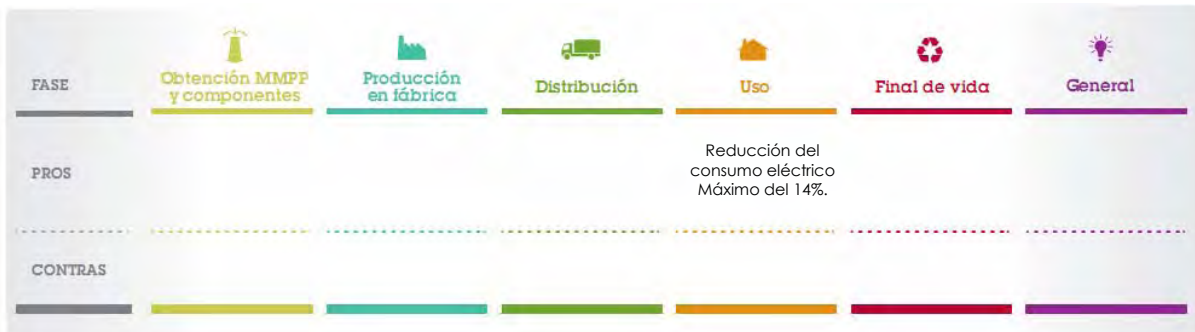 FASE
Obtención MMPP
y componentes
Producción
en fábrica
Distribución
Uso
Final de vida
General
PROS
Reducción del
consumo eléctrico
Máximo del 14%.
CONTRAS